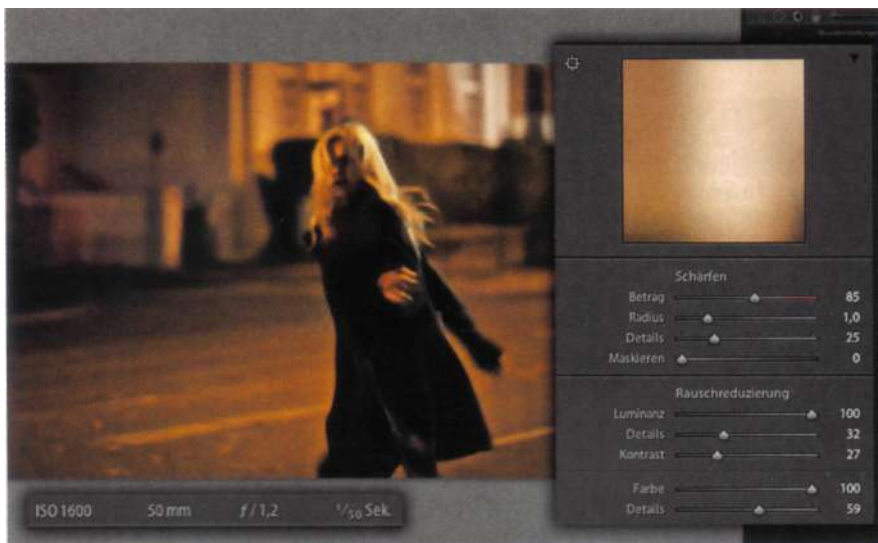 Schärfen
Betrag 85
Radius 1,0
Details 25
Maskieren 0
Rauschreduzierung
Luminanz 100
Details 32
Kontrast 27
Farbe 100
Details 59
ISO 1600 50 mm ƒ / 1,2 1/50 Sek.